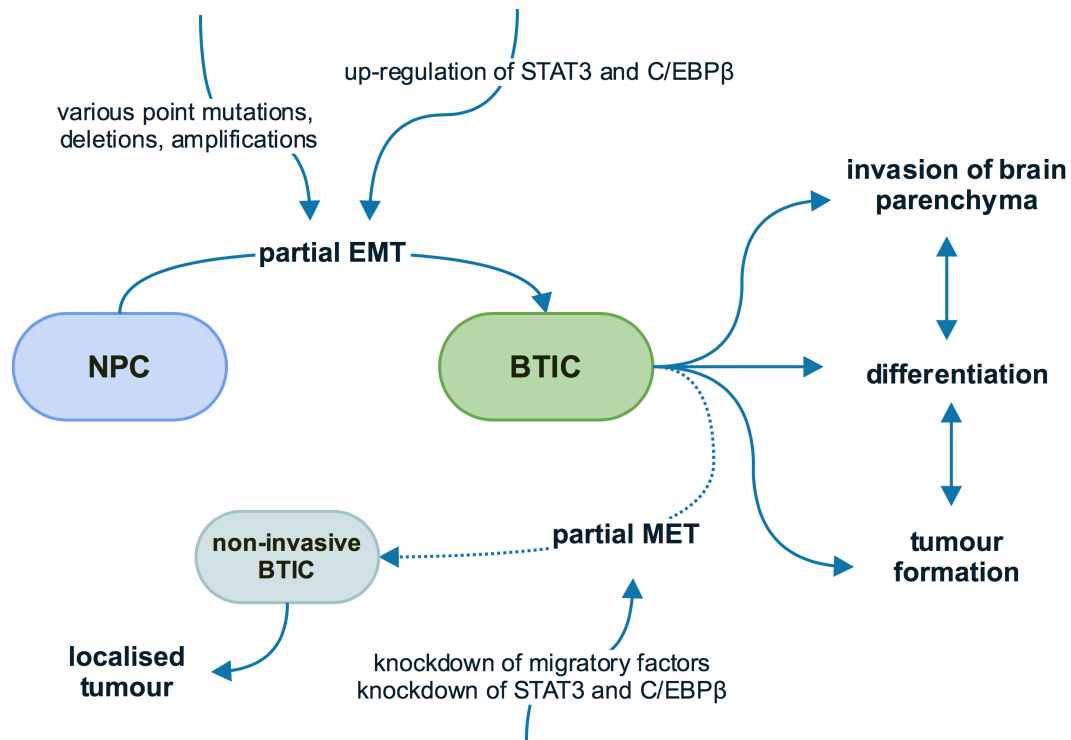 up-regulation of STAT3 and C/EBPβ
various point mutations,
deletions, amplifications
invasion of brain
parenchyma
partial EMT
NPC
BTIC
differentiation
partial MET
non-invasive
BTIC
tumour
formation
localised
tumour
knockdown of migratory factors
knockdown of STAT3 and C/EBPβ